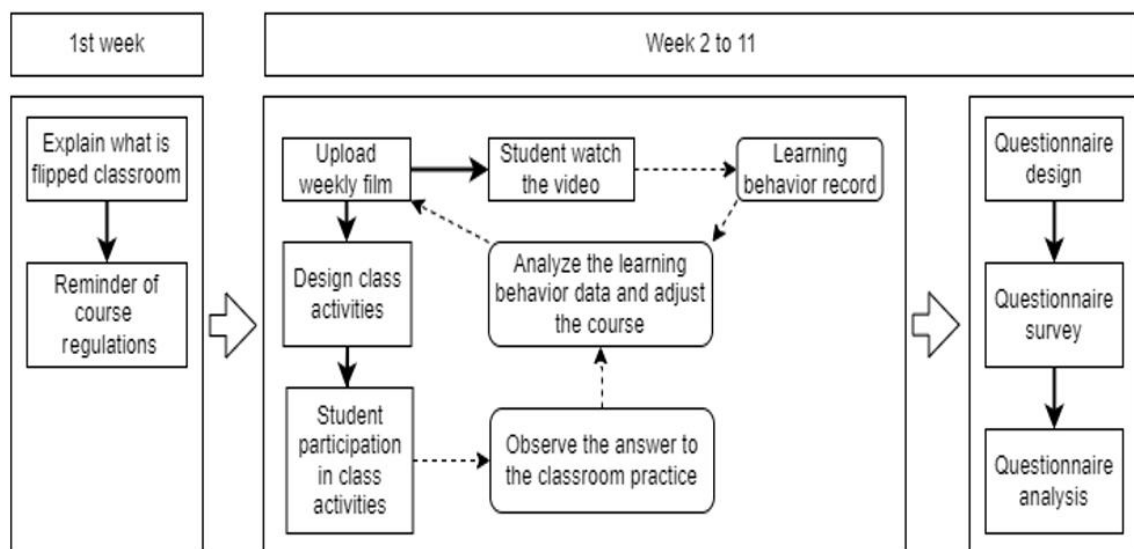 1st week
Week 2 to 11
Explain what is
flipped classroom
Reminder of
course
regulations
Upload
weekly film
Student watch
the video
Learning
behavior record
Design class
activities
Analyze the learning
behavior data and adjust
the course
Student
participation
in class
activities
Observe the answer to
the classroom practice
Questionnaire
design
Questionnaire
survey
Questionnaire
analysis